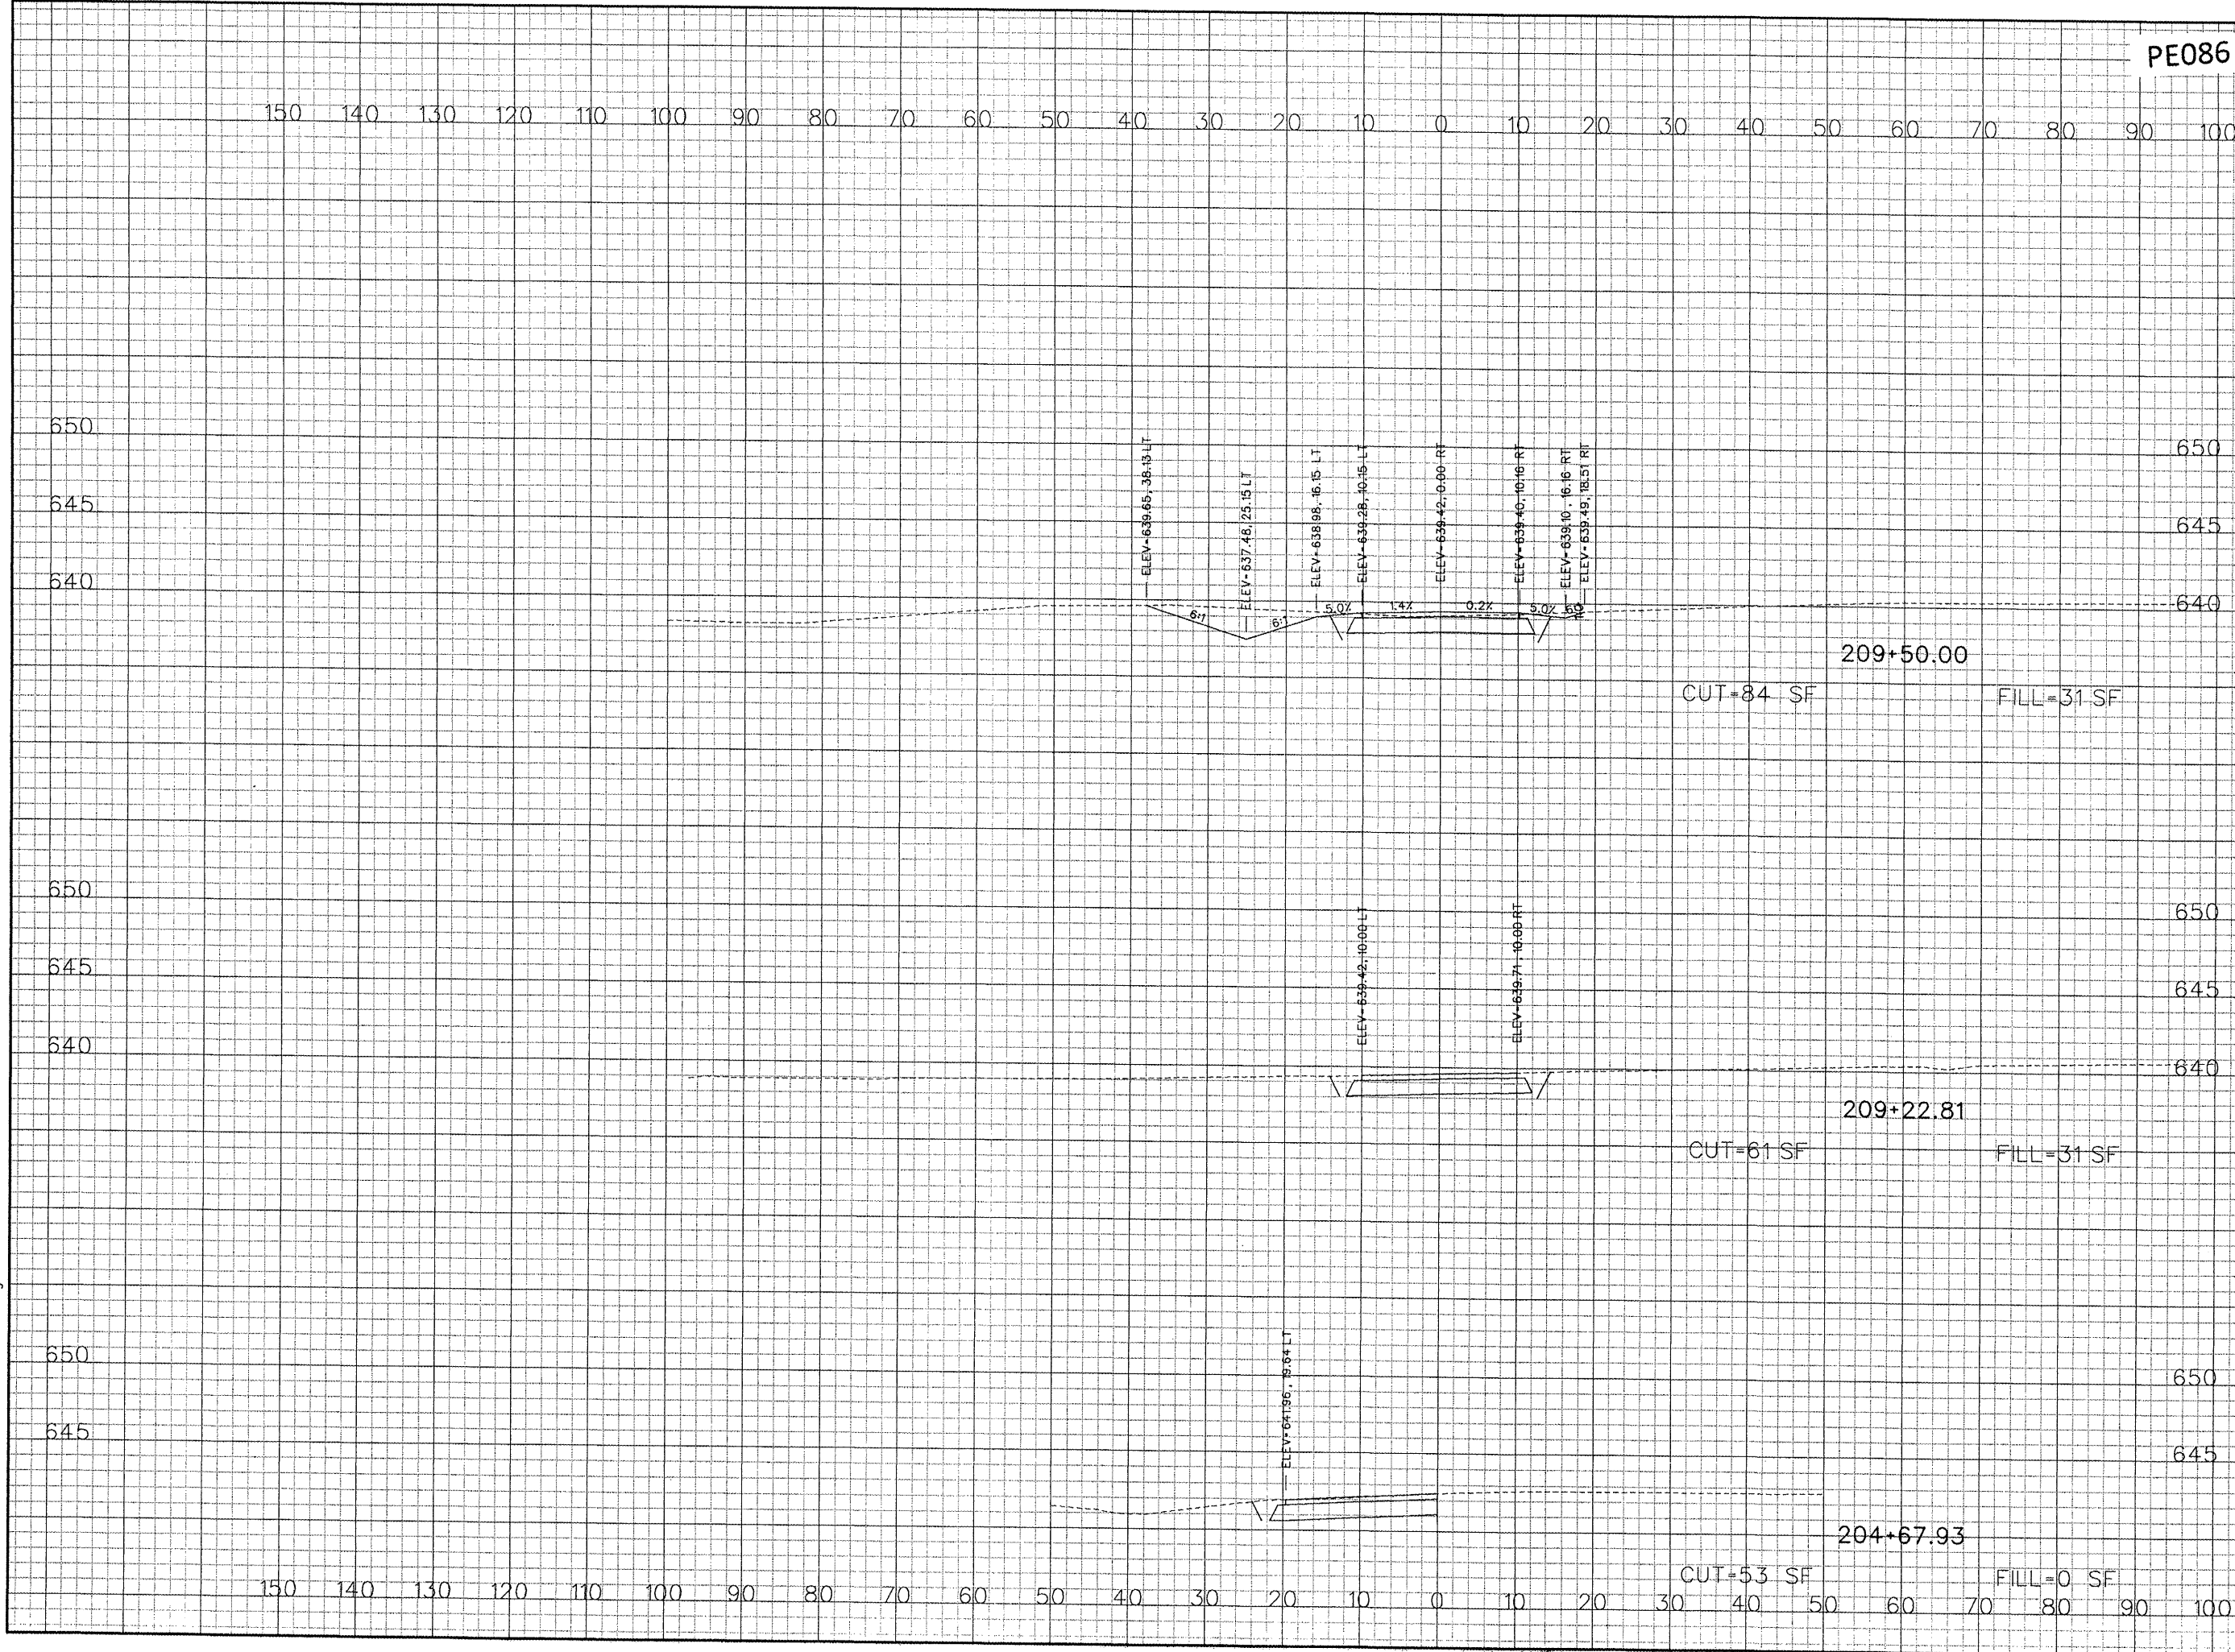 PE086
150 140 130 120 110 100 90 80 70 60 50 40 30 20 10 0 10 20 30 40 50 60 70 80 90 100
650 650
645 645
640 640
ELEV=639.65, 38.13 LT
ELEV=637.48, 25.15 LT
ELEV=638.98, 16.15 LT
ELEV=639.28, 10.15 LT
ELEV=639.42, 0.00 RT
ELEV=639.40, 10.16 RT
ELEV=639.10, 16.16 RT
ELEV=639.49, 18.51 RT
6:1 6:1 5.0% 1.4% 0.2% 5.0%
209+50.00
CUT=84 SF FILL=31 SF
650 650
645 645
640 640
ELEV=639.42, 10.00 LT
ELEV=639.71, 10.00 RT
209+22.81
CUT=61 SF FILL=31 SF
650 650
645 645
ELEV=641.96, 19.64 LT
204+67.93
CUT=53 SF FILL=0 SF
150 140 130 120 110 100 90 80 70 60 50 40 30 20 10 0 10 20 30 40 50 60 70 80 90 100